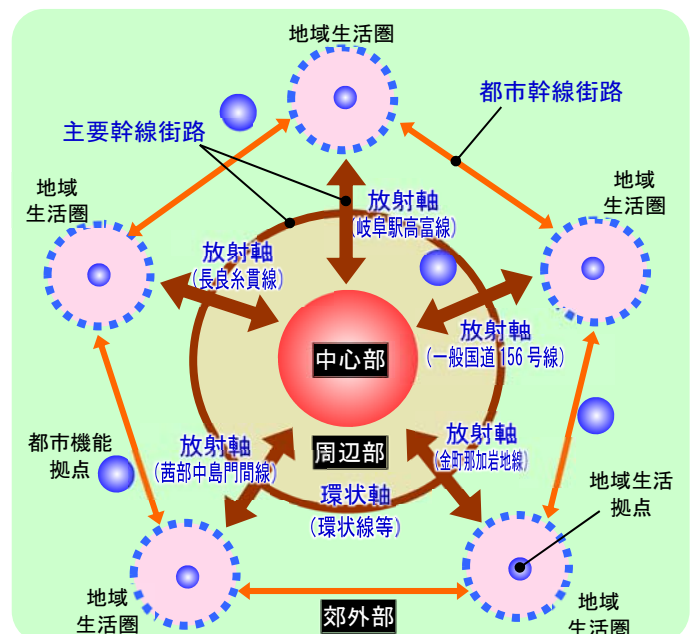 地域生活圏
都市幹線街路
主要幹線街路
地域
生活圏
地域
生活圏
放射軸
(岐阜駅高富線)
放射軸
(長良糸貫線)
放射軸
(一般国道156号線)
中心部
放射軸
(茜部中島門間線)
周辺部
放射軸
(金町那加岩地線)
都市機能
拠点
環状軸
(環状線等)
地域生活
拠点
地域
生活圏
郊外部
地域
生活圏